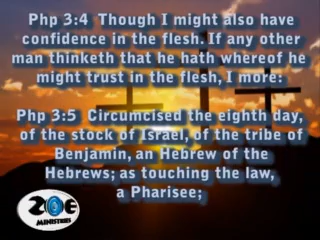 Php 3:4 Though I might also have
confidence in the flesh. If any other
man thinketh that he hath whereof he
might trust in the flesh, I more:
Php 3:5 Circumcised the eighth day,
of the stock of Israel, of the tribe of
Benjamin, an Hebrew of the
Hebrews; as touching the law,
a Pharisee;
2OE
MINISTRIES